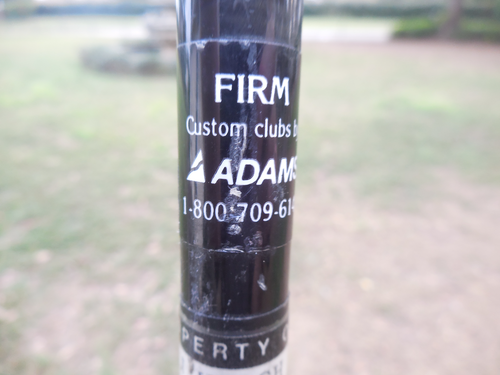 FIRM
Custom clubs b
ADAMS
1-800-709-61
PERTY